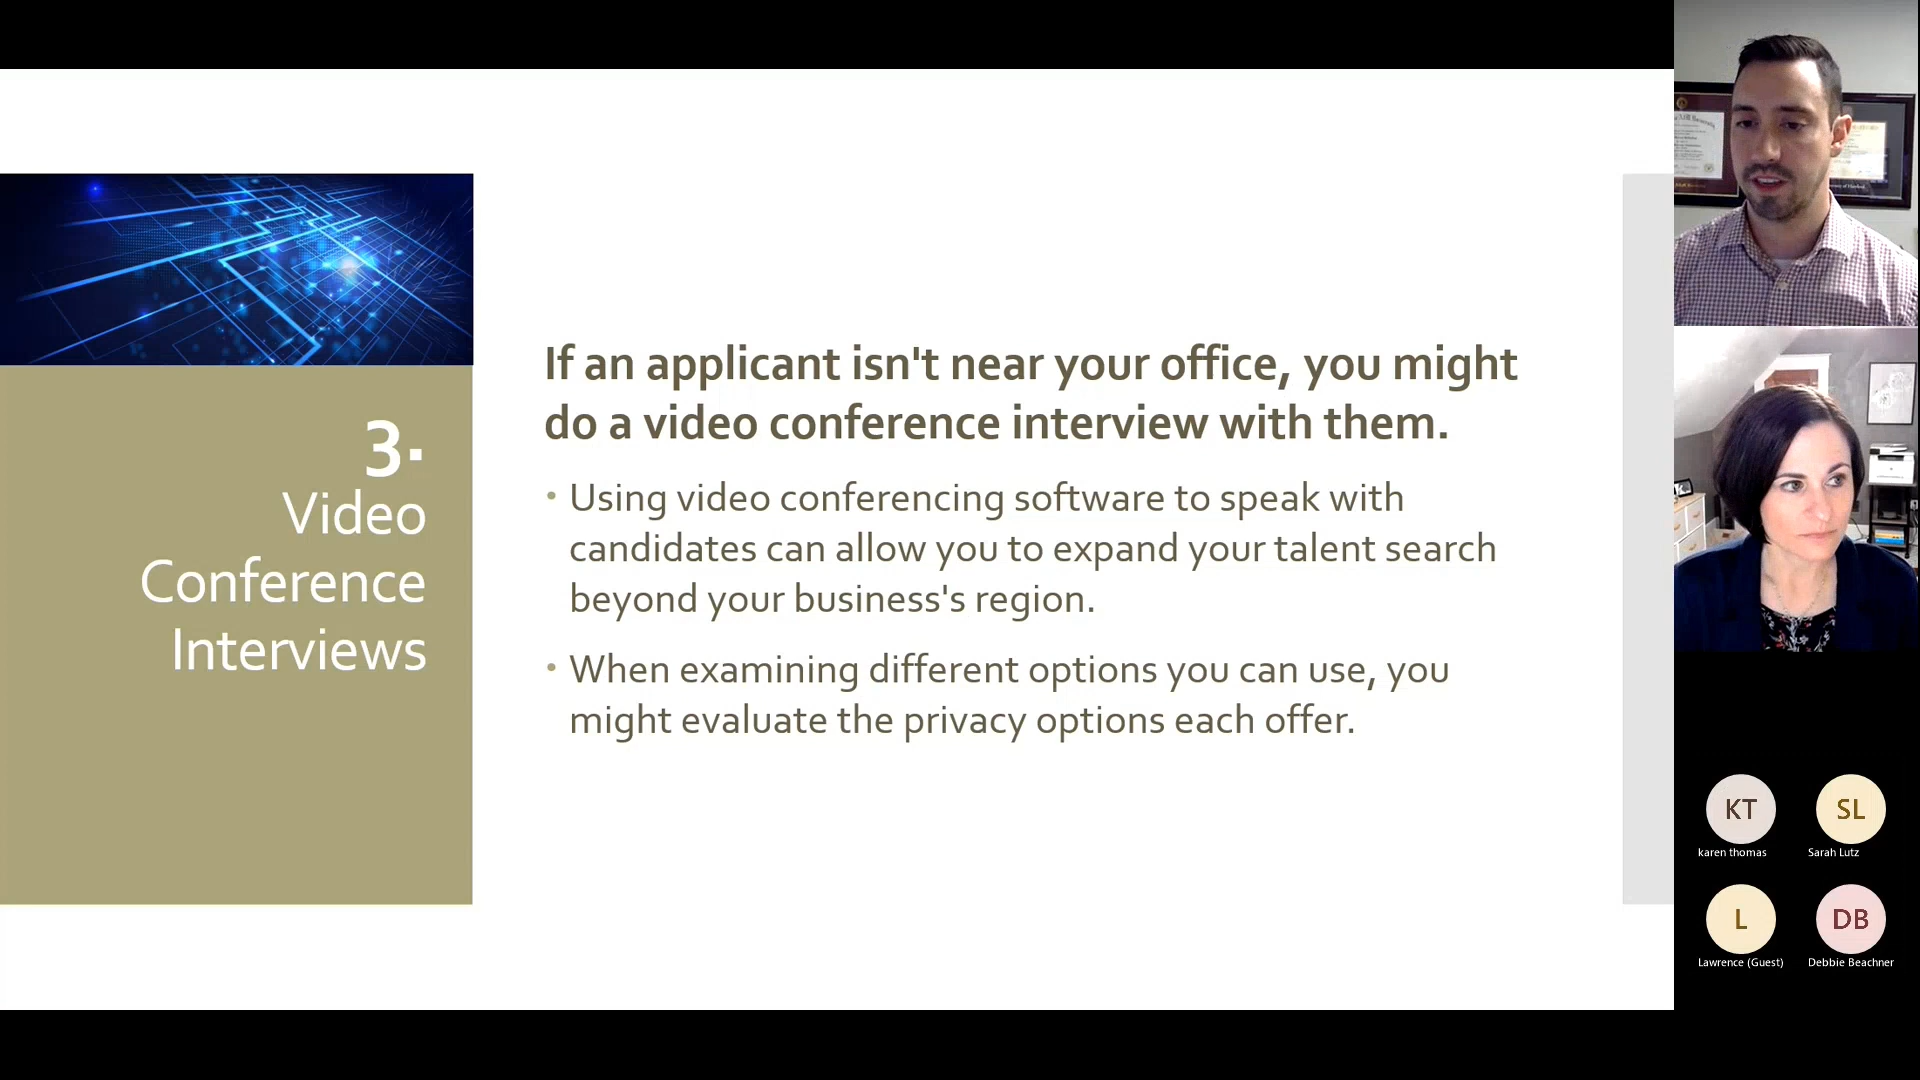 3.
Video
Conference
Interviews
If an applicant isn't near your office, you might
do a video conference interview with them.
• Using video conferencing software to speak with
candidates can allow you to expand your talent search
beyond your business's region.
• When examining different options you can use, you
might evaluate the privacy options each offer.
KT
karen thomas
SL
Sarah Lutz
L
Lawrence (Guest)
DB
Debbie Beachner